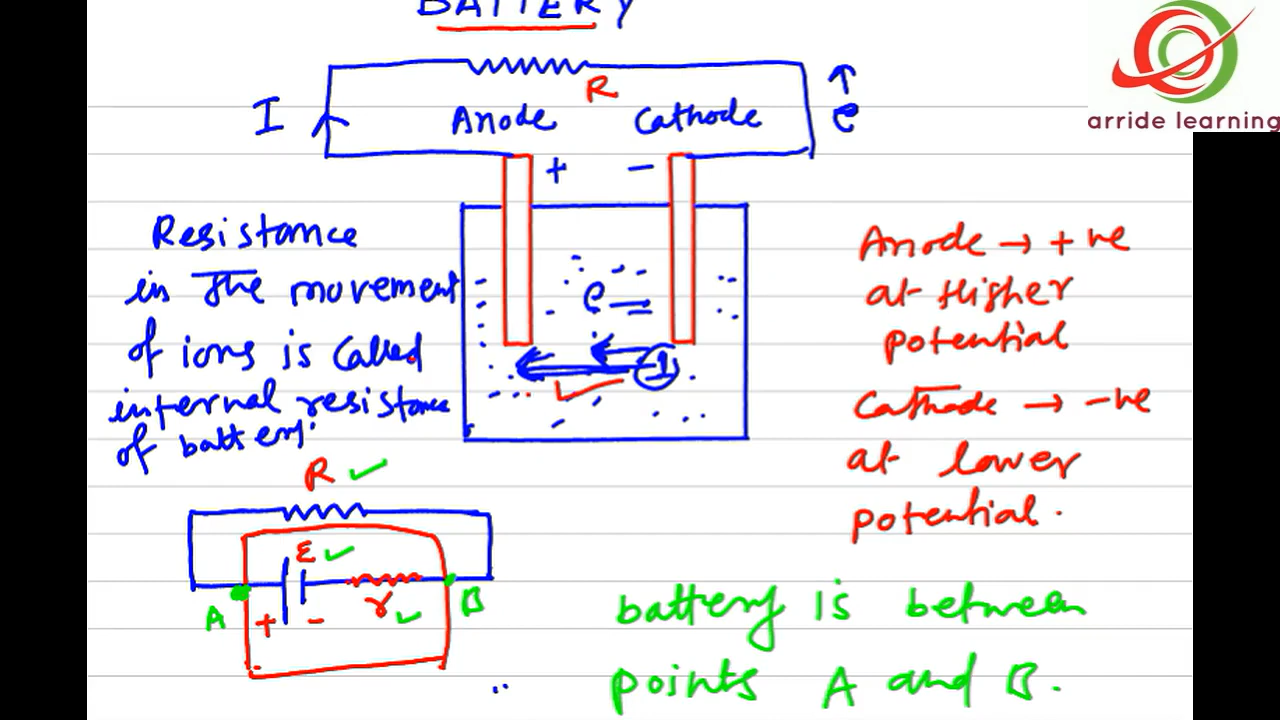 BATTERY
arride learning
R
I
Anode
Cathode
e
+
-
Resistance
in the movement
of ions is called
internal resistance
of battery.
e
Anode → +ve
at Higher
potential
Cathode → -ve
at lower
potential.
R ✓
ε ✓
A
+
-
r ✓
B
battery is between
points A and B.